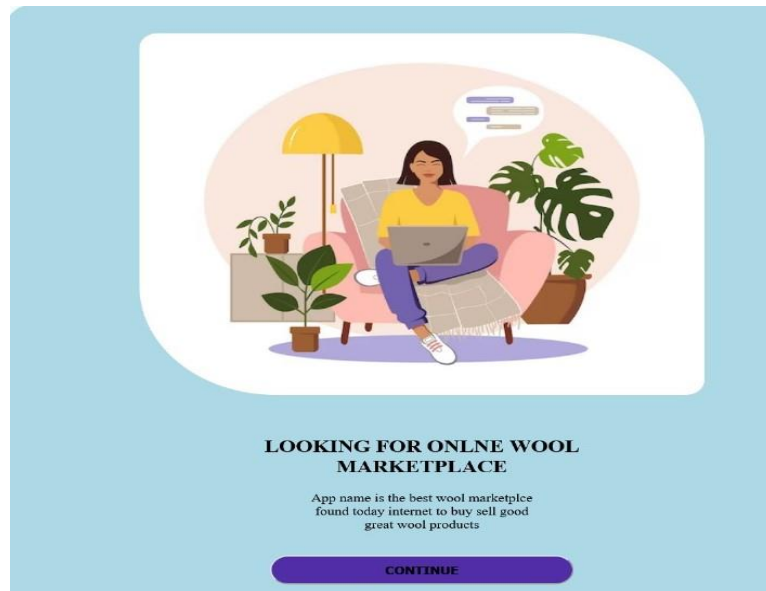 LOOKING FOR ONLNE WOOL
MARKETPLACE
App name is the best wool marketplce
found today internet to buy sell good
great wool products
CONTINUE